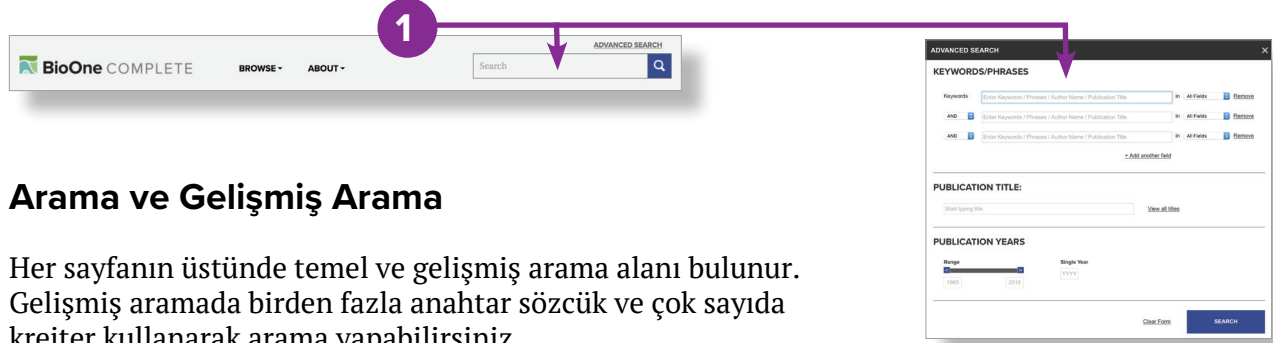 1
ADVANCED SEARCH
BioOne COMPLETE BROWSE ABOUT Search
ADVANCED SEARCH ×
KEYWORDS/PHRASES
Keywords Enter Keywords / Phrases / Author Name / Publication Title in All Fields Remove
AND Enter Keywords / Phrases / Author Name / Publication Title in All Fields Remove
AND Enter Keywords / Phrases / Author Name / Publication Title in All Fields Remove
+ Add another field
PUBLICATION TITLE:
Start typing title View all titles
PUBLICATION YEARS
Range Single Year
YYYY
Clear Form SEARCH
Arama ve Gelişmiş Arama
Her sayfanın üstünde temel ve gelişmiş arama alanı bulunur.
Gelişmiş aramada birden fazla anahtar sözcük ve çok sayıda
kreiter kullanarak arama yapabilirsiniz